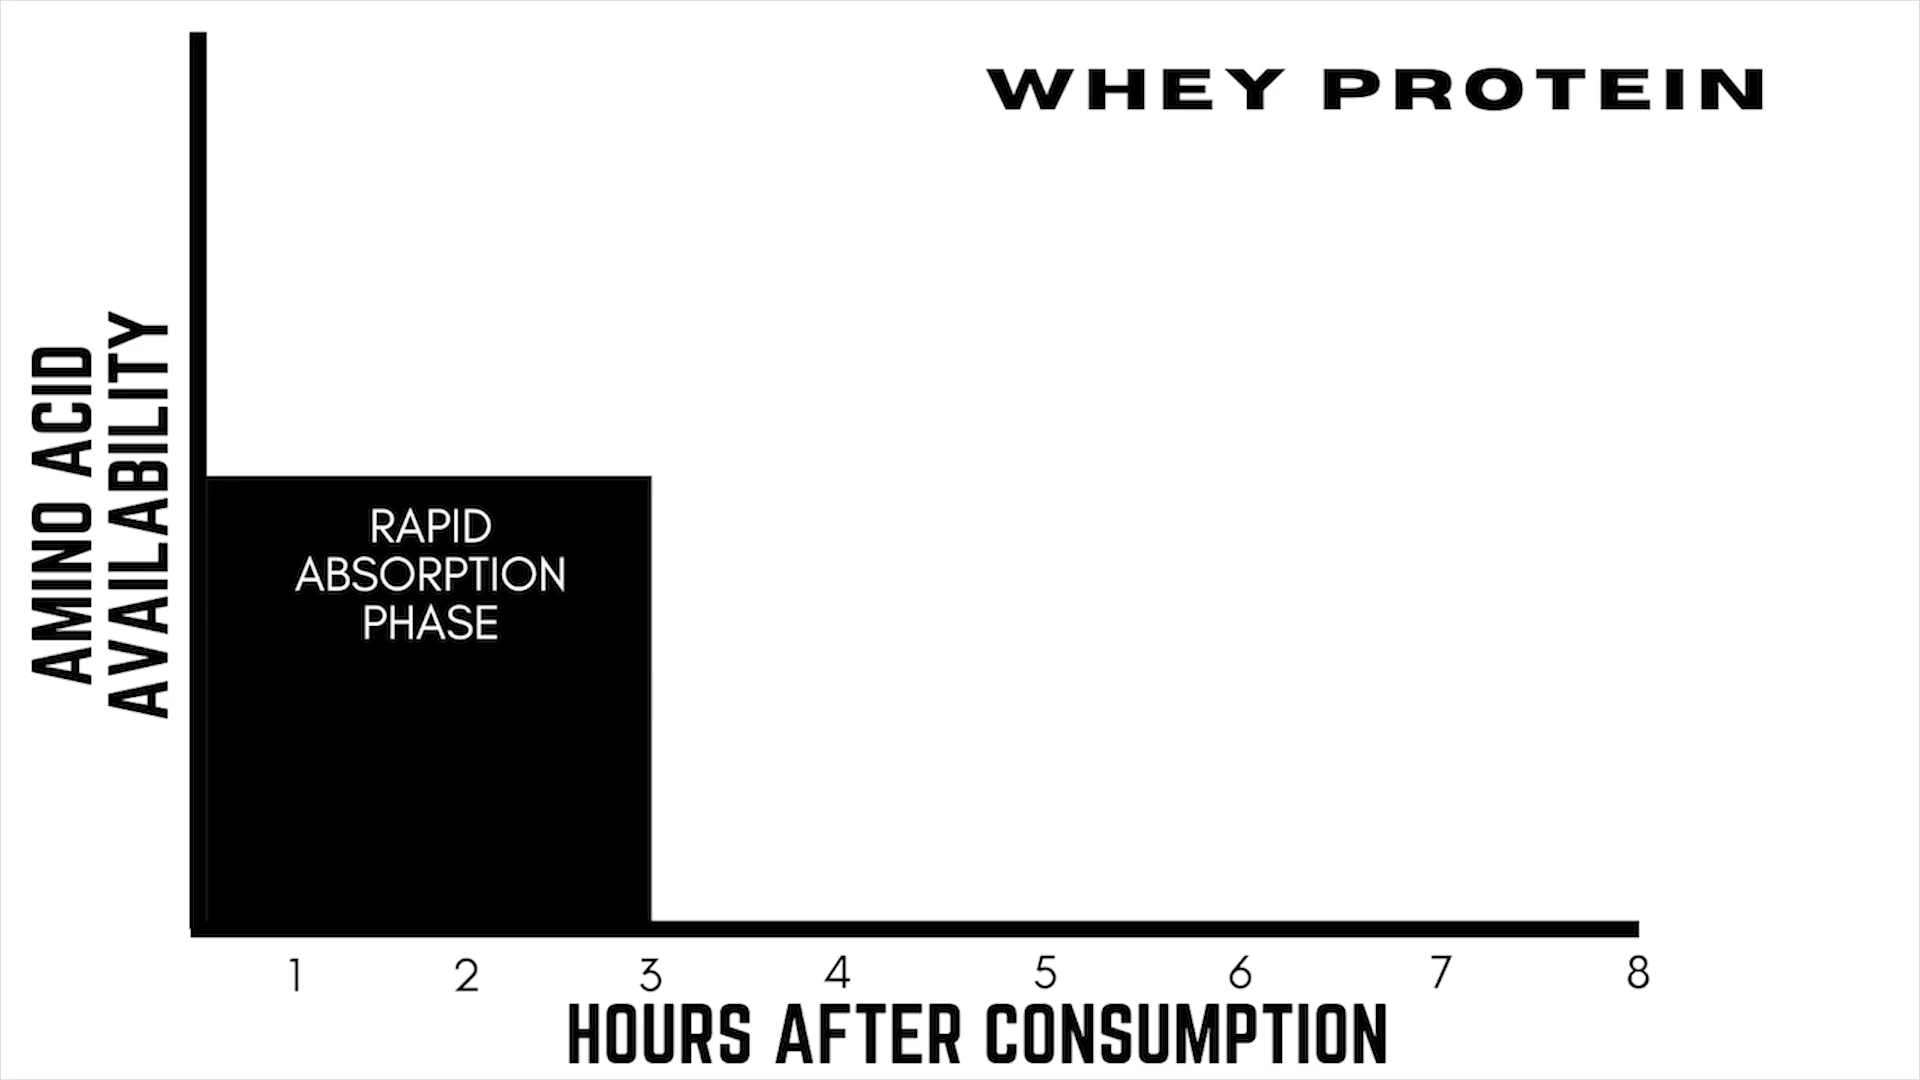 WHEY PROTEIN
AMINO ACID
AVAILABILITY
RAPID
ABSORPTION
PHASE
1 2 3 4 5 6 7 8
HOURS AFTER CONSUMPTION